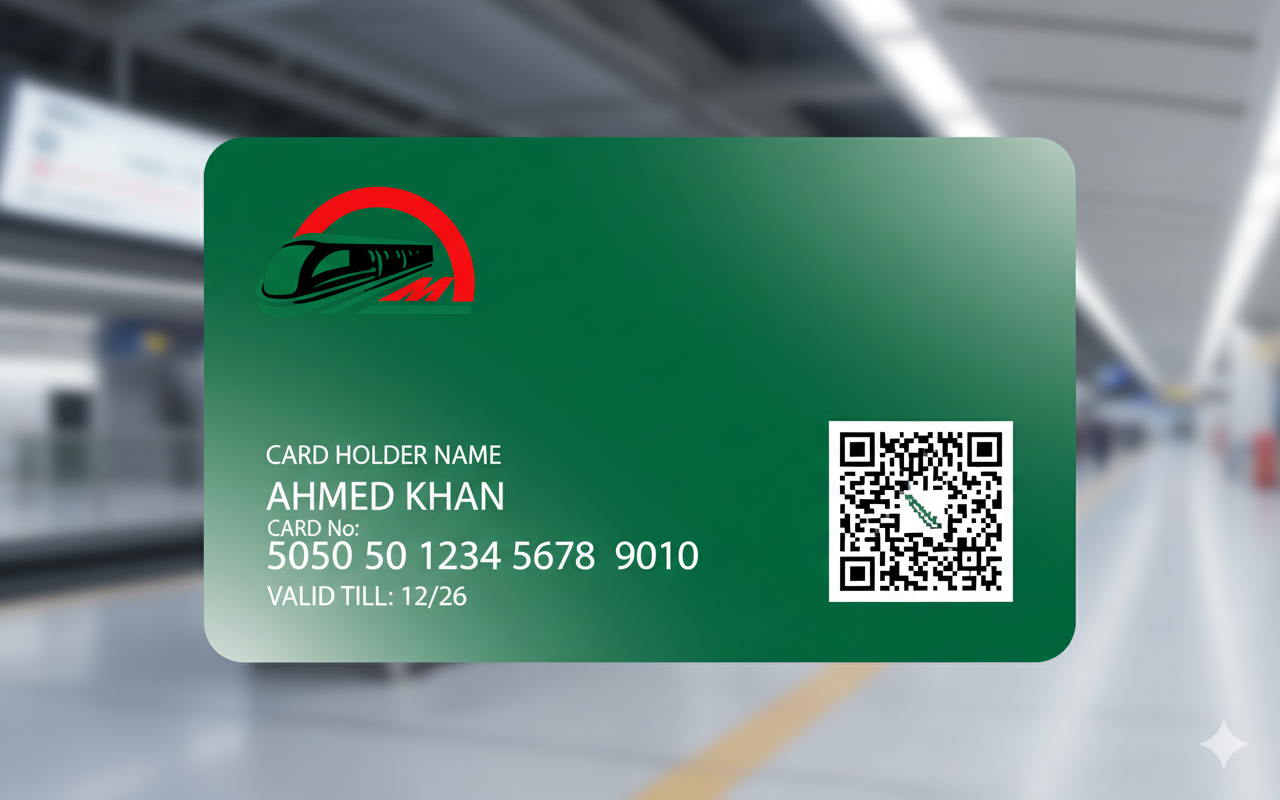 M
CARD HOLDER NAME
AHMED KHAN
CARD No:
5050 50 1234 5678 9010
VALID TILL: 12/26